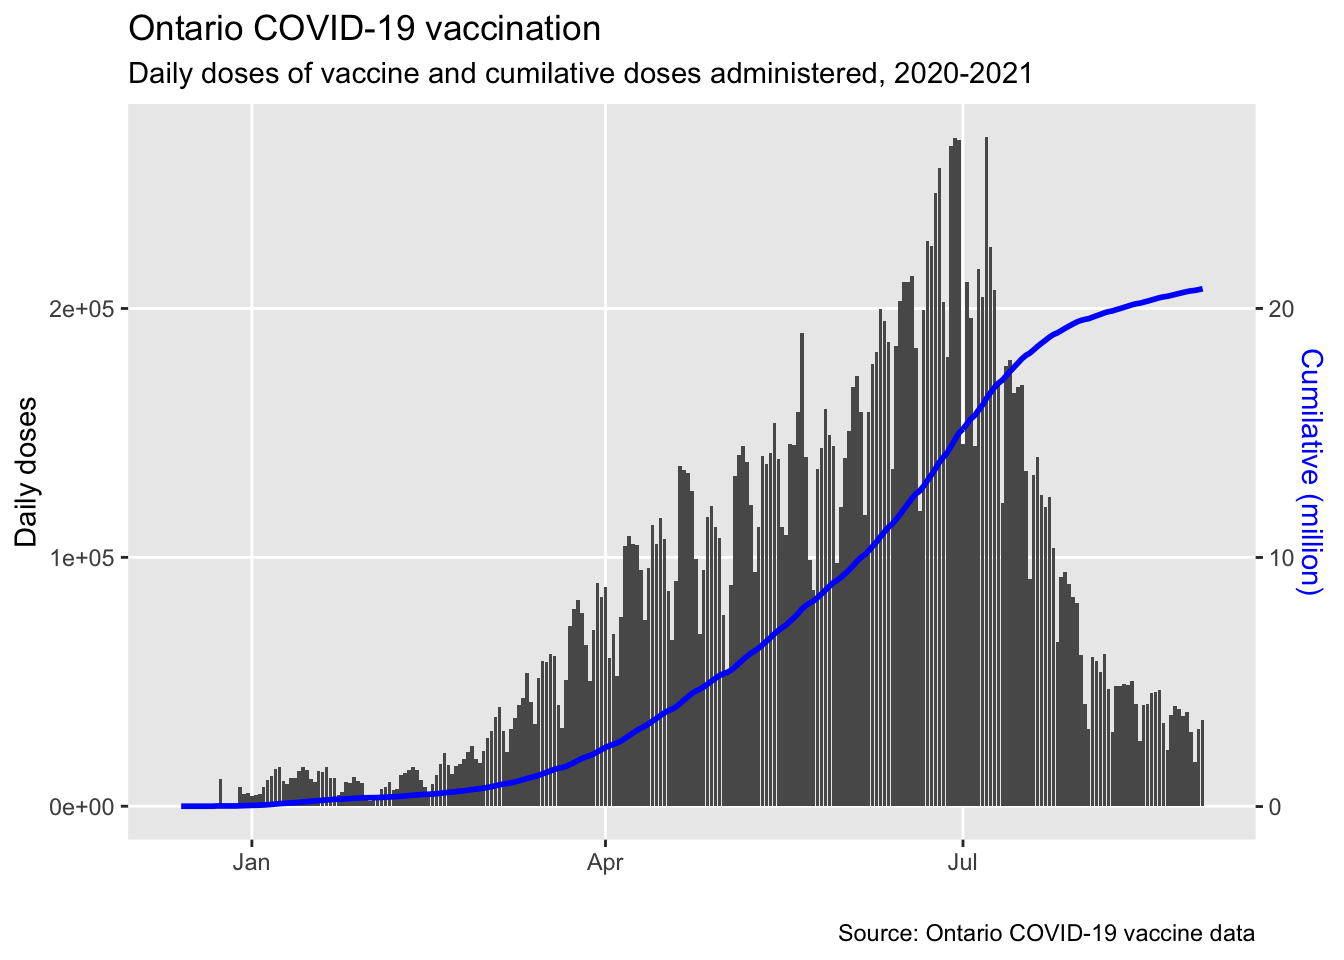 Ontario COVID-19 vaccination
Daily doses of vaccine and cumilative doses administered, 2020-2021
Daily doses
2e+05
1e+05
0e+00
20
10
0
Cumilative (million)
Jan
Apr
Jul
Source: Ontario COVID-19 vaccine data